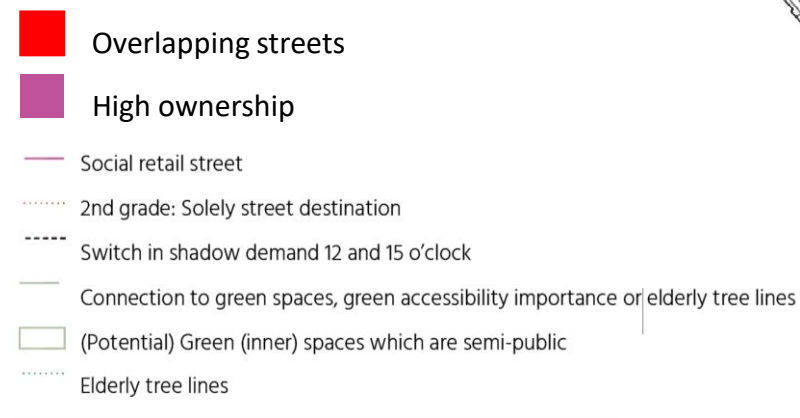 Overlapping streets
High ownership
Social retail street
2nd grade: Solely street destination
Switch in shadow demand 12 and 15 o’clock
Connection to green spaces, green accessibility importance or elderly tree lines
(Potential) Green (inner) spaces which are semi-public
Elderly tree lines